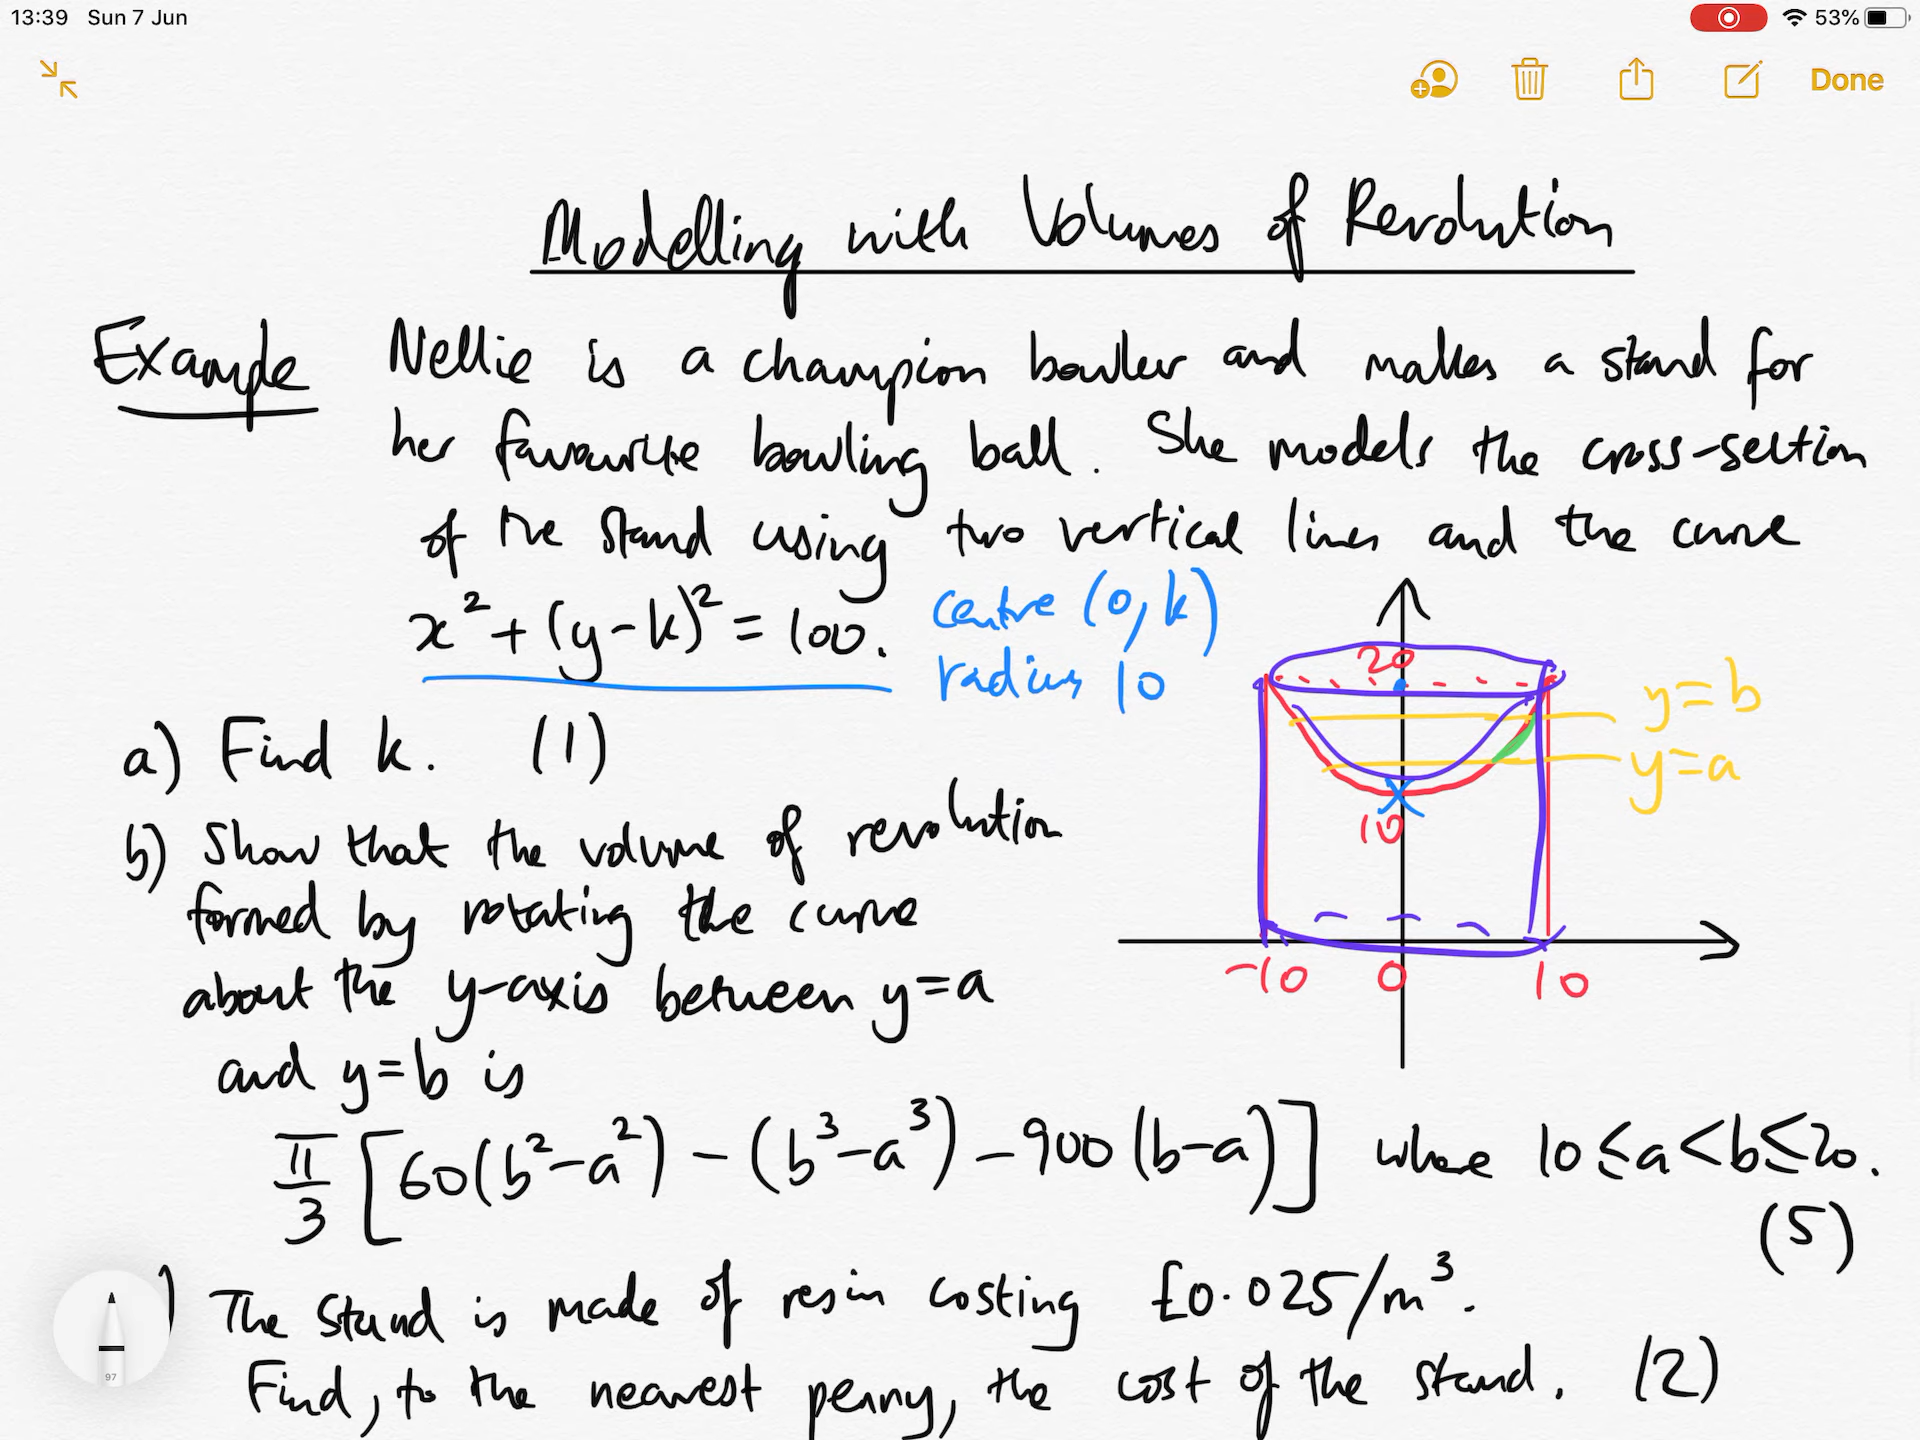 13:39 Sun 7 Jun
53%
Done
Modelling with Volumes of Revolution
Example Nellie is a champion bowler and makes a stand for
her favourite bowling ball. She models the cross-section
of the stand using two vertical lines and the curve
x² + (y-k)² = 100.
centre (0, k)
radius 10
a) Find k. (1)
b) Show that the volume of revolution
formed by rotating the curve
about the y-axis between y=a
and y=b is
π/3 [60(b²-a²) - (b³-a³) - 900 (b-a)] where 10 ≤ a < b ≤ 20.
(5)
20
y = b
y = a
10
-10 0 10
) The stand is made of resin costing £0.025/m³.
Find, to the nearest penny, the cost of the stand. (2)
97